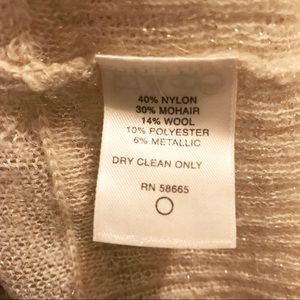 40% NYLON
30% MOHAIR
14% WOOL
10% POLYESTER
6% METALLIC
DRY CLEAN ONLY
RN 58665